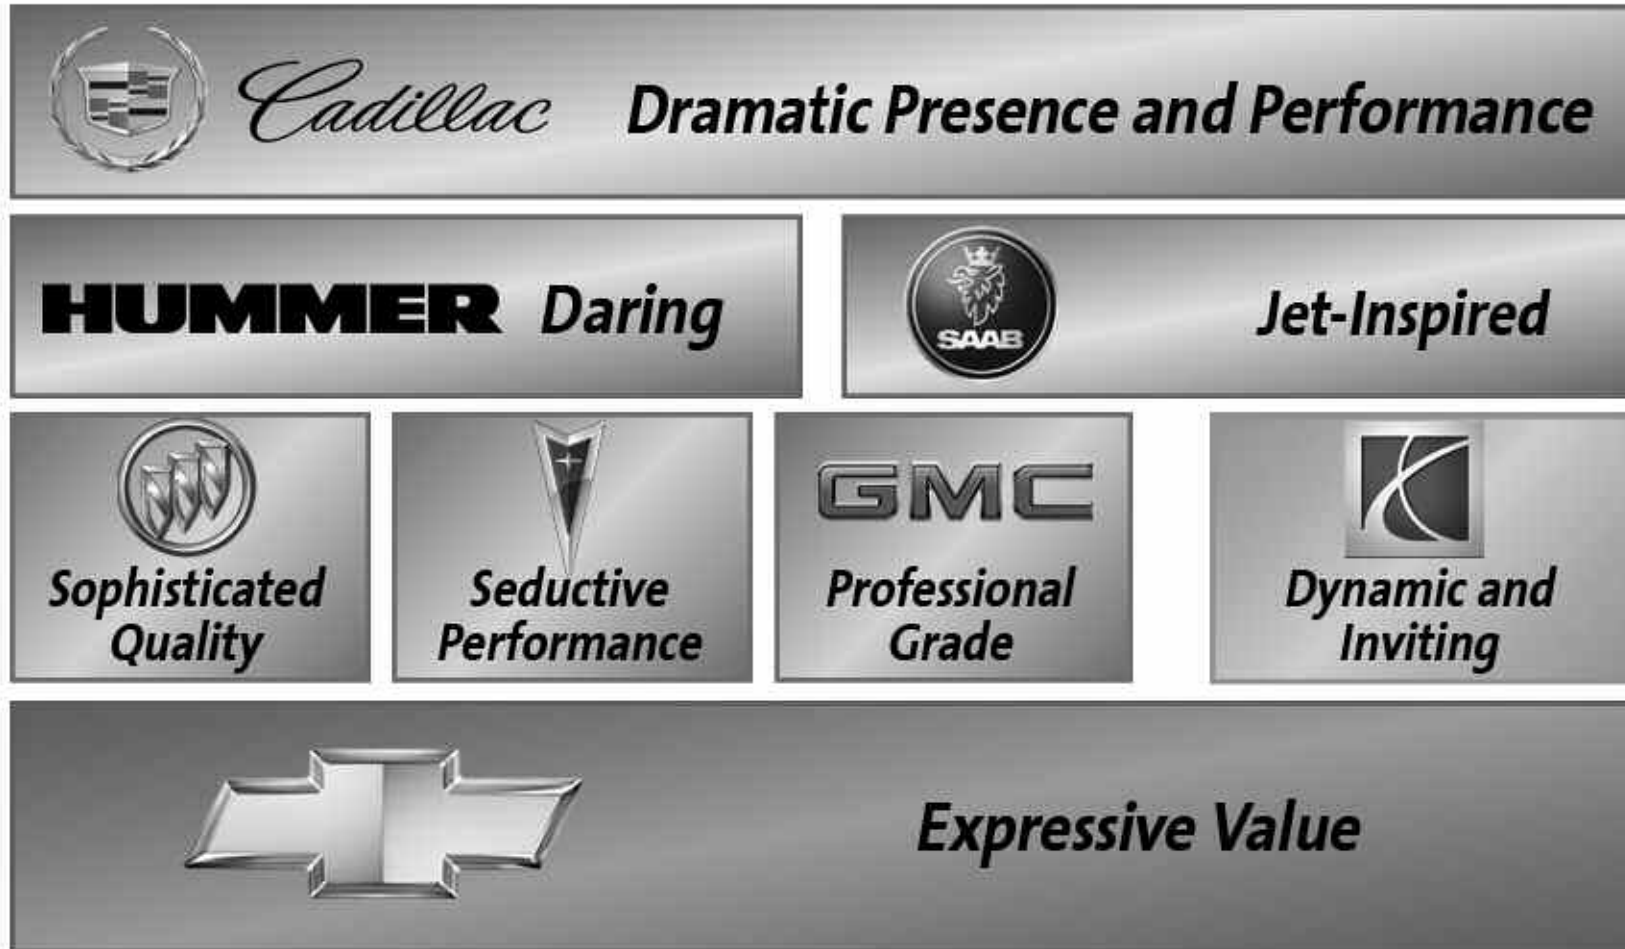 Cadillac Dramatic Presence and Performance
HUMMER Daring
SAAB Jet-Inspired
Sophisticated
Quality
Seductive
Performance
GMC
Professional
Grade
Dynamic and
Inviting
Expressive Value